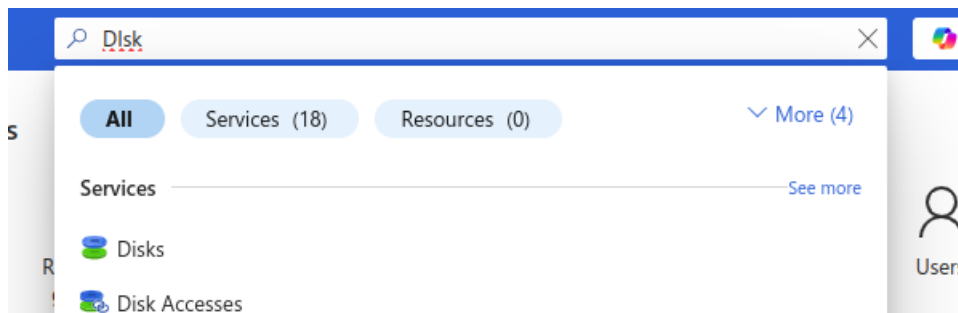 DIsk
All Services (18) Resources (0) More (4)
s
Services See more
Disks
R
Users
Disk Accesses